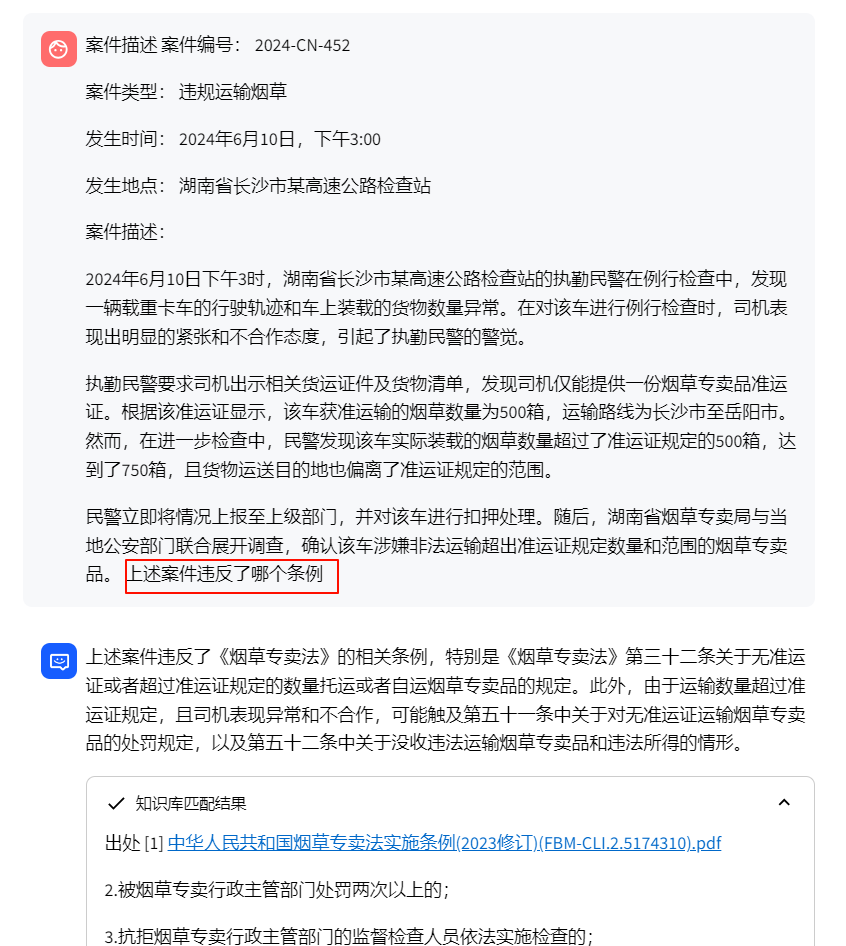 案件描述 案件编号： 2024-CN-452
案件类型： 违规运输烟草
发生时间： 2024年6月10日，下午3:00
发生地点： 湖南省长沙市某高速公路检查站
案件描述：
2024年6月10日下午3时，湖南省长沙市某高速公路检查站的执勤民警在例行检查中，发现
一辆载重卡车的行驶轨迹和车上装载的货物数量异常。在对该车进行例行检查时，司机表
现出明显的紧张和不合作态度，引起了执勤民警的警觉。
执勤民警要求司机出示相关货运证件及货物清单，发现司机仅能提供一份烟草专卖品准运
证。根据该准运证显示，该车获准运输的烟草数量为500箱，运输路线为长沙市至岳阳市。
然而，在进一步检查中，民警发现该车实际装载的烟草数量超过了准运证规定的500箱，达
到了750箱，且货物运送目的地也偏离了准运证规定的范围。
民警立即将情况上报至上级部门，并对该车进行扣押处理。随后，湖南省烟草专卖局与当
地公安部门联合展开调查，确认该车涉嫌非法运输超出准运证规定数量和范围的烟草专卖
品。 上述案件违反了哪个条例
上述案件违反了《烟草专卖法》的相关条例，特别是《烟草专卖法》第三十二条关于无准运
证或者超过准运证规定的数量托运或者自运烟草专卖品的规定。此外，由于运输数量超过准
运证规定，且司机表现异常和不合作，可能触及第五十一条中关于对无准运证运输烟草专卖
品的处罚规定，以及第五十二条中关于没收违法运输烟草专卖品和违法所得的情形。
知识库匹配结果
出处 [1] 中华人民共和国烟草专卖法实施条例(2023修订)(FBM-CLI.2.5174310).pdf
2.被烟草专卖行政主管部门处罚两次以上的；
3.抗拒烟草专卖行政主管部门的监督检查人员依法实施检查的；